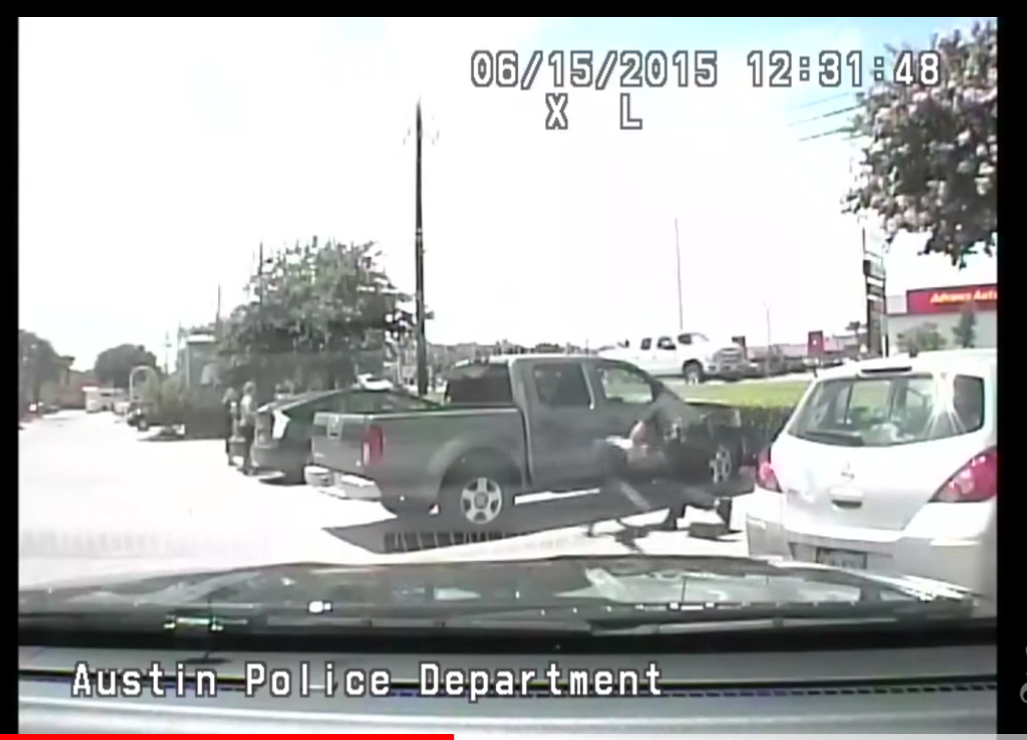 06/15/2015 12:31:48
X L
Advance Auto
Austin Police Department